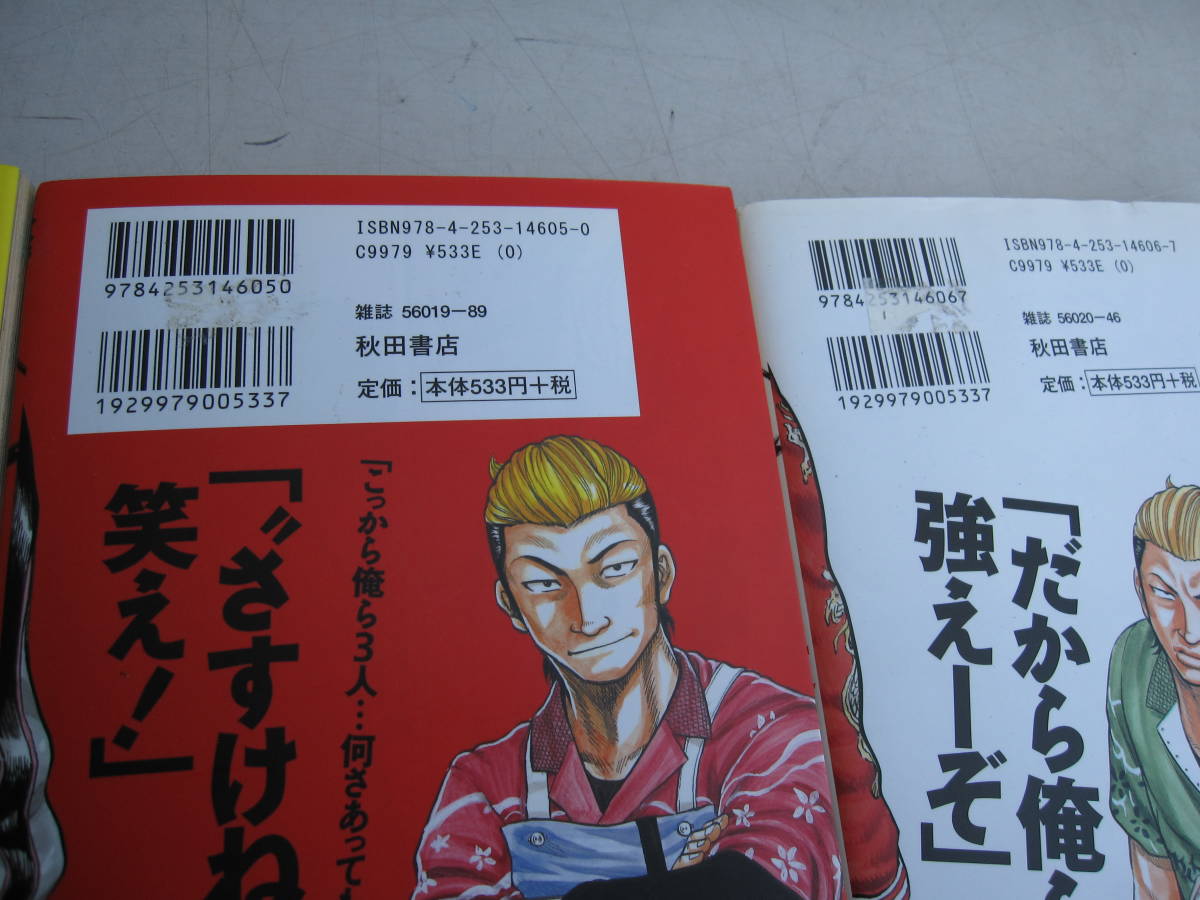 ISBN978-4-253-14605-0
C9979 ¥533E (0)
9784253146050
雑誌 56019-89
秋田書店
1929979005337
定価：本体533円+税
「こっから俺ら3人…何さあっても
「"さすけね
笑え！」
ISBN978-4-253-14606-7
C9979 ¥533E (0)
9784253146067
雑誌 56020-46
秋田書店
1929979005337
定価：本体533円+税
「だから俺
強えーぞ」